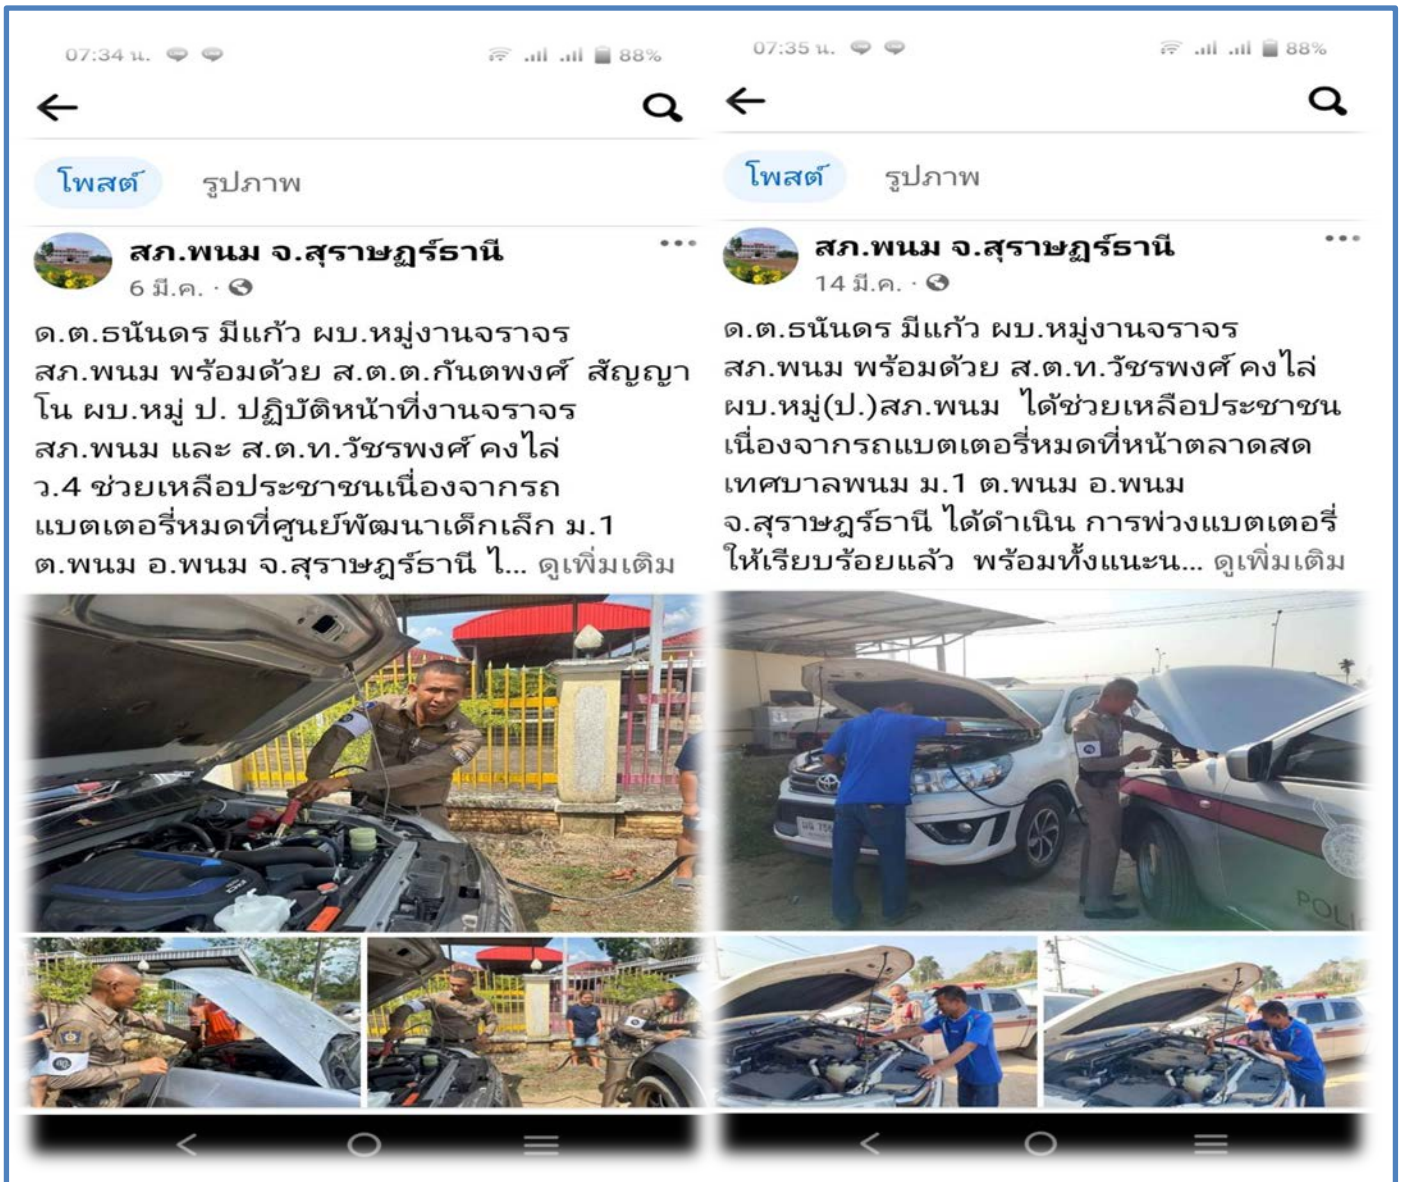 07:34 น.
88%
โพสต์ รูปภาพ
สภ.พนม จ.สุราษฎร์ธานี
6 มี.ค. ·
ด.ต.ธนันดร มีแก้ว ผบ.หมู่งานจราจร
สภ.พนม พร้อมด้วย ส.ต.ต.กันตพงศ์ สัญญา
โน ผบ.หมู่ ป. ปฏิบัติหน้าที่งานจราจร
สภ.พนม และ ส.ต.ท.วัชรพงศ์ คงไล่
ว.4 ช่วยเหลือประชาชนเนื่องจากรถ
แบตเตอรี่หมดที่ศูนย์พัฒนาเด็กเล็ก ม.1
ต.พนม อ.พนม จ.สุราษฎร์ธานี ไ... ดูเพิ่มเติม
07:35 น.
88%
โพสต์ รูปภาพ
สภ.พนม จ.สุราษฎร์ธานี
14 มี.ค. ·
ด.ต.ธนันดร มีแก้ว ผบ.หมู่งานจราจร
สภ.พนม พร้อมด้วย ส.ต.ท.วัชรพงศ์ คงไล่
ผบ.หมู่(ป.)สภ.พนม ได้ช่วยเหลือประชาชน
เนื่องจากรถแบตเตอรี่หมดที่หน้าตลาดสด
เทศบาลพนม ม.1 ต.พนม อ.พนม
จ.สุราษฎร์ธานี ได้ดำเนิน การพ่วงแบตเตอรี่
ให้เรียบร้อยแล้ว พร้อมทั้งแนะน... ดูเพิ่มเติม
POLI